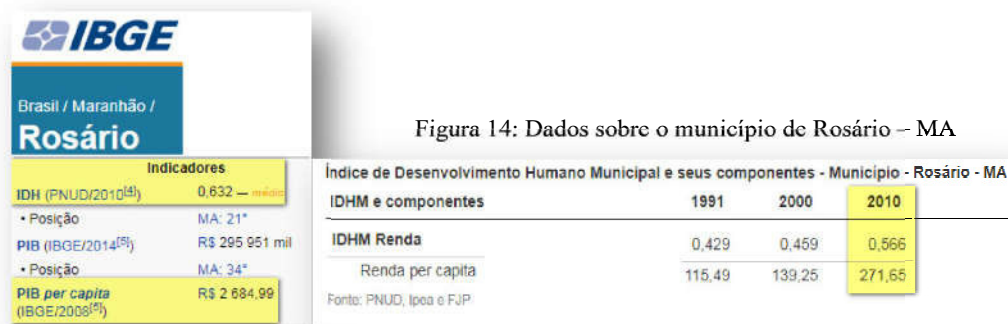 IBGE
Brasil / Maranhão /
Rosário
Figura 14: Dados sobre o município de Rosário – MA
Indicadores
IDH (PNUD/2010[4]) 0,632 — médio
• Posição MA: 21°
PIB (IBGE/2014[5]) R$ 295 951 mil
• Posição MA: 34°
PIB per capita R$ 2 684,99
(IBGE/2008[5])
Índice de Desenvolvimento Humano Municipal e seus componentes - Município - Rosário - MA
IDHM e componentes 1991 2000 2010
IDHM Renda 0,429 0,459 0,566
Renda per capita 115,49 139,25 271,65
Fonte: PNUD, Ipea e FJP